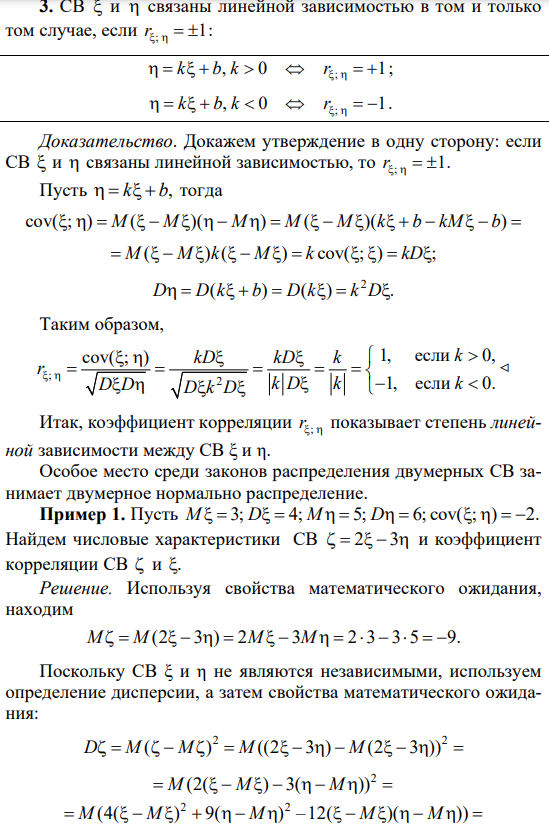 3. СВ ξ и η связаны линейной зависимостью в том и только
том случае, если r_{ξ; η} = ±1:
η = kξ + b, k > 0 ⇔ r_{ξ; η} = +1;
η = kξ + b, k < 0 ⇔ r_{ξ; η} = −1.
Доказательство. Докажем утверждение в одну сторону: если
СВ ξ и η связаны линейной зависимостью, то r_{ξ; η} = ±1.
Пусть η = kξ + b, тогда
cov(ξ; η) = M(ξ − Mξ)(η − Mη) = M(ξ − Mξ)(kξ + b − kMξ − b) =
= M(ξ − Mξ)k(ξ − Mξ) = k cov(ξ; ξ) = kDξ;
Dη = D(kξ + b) = D(kξ) = k²Dξ.
Таким образом,
r_{ξ; η} = cov(ξ; η) / √(DξDη) = kDξ / √(Dξk²Dξ) = kDξ / (|k|Dξ) = k / |k| = { 1, если k > 0, −1, если k < 0. ◃
Итак, коэффициент корреляции r_{ξ; η} показывает степень линей-
ной зависимости между СВ ξ и η.
Особое место среди законов распределения двумерных СВ за-
нимает двумерное нормально распределение.
Пример 1. Пусть Mξ = 3; Dξ = 4; Mη = 5; Dη = 6; cov(ξ; η) = −2.
Найдем числовые характеристики СВ ζ = 2ξ − 3η и коэффициент
корреляции СВ ζ и ξ.
Решение. Используя свойства математического ожидания,
находим
Mζ = M(2ξ − 3η) = 2Mξ − 3Mη = 2·3 − 3·5 = −9.
Поскольку СВ ξ и η не являются независимыми, используем
определение дисперсии, а затем свойства математического ожида-
ния:
Dζ = M(ζ − Mζ)² = M((2ξ − 3η) − M(2ξ − 3η))² =
= M(2(ξ − Mξ) − 3(η − Mη))² =
= M(4(ξ − Mξ)² + 9(η − Mη)² − 12(ξ − Mξ)(η − Mη)) =